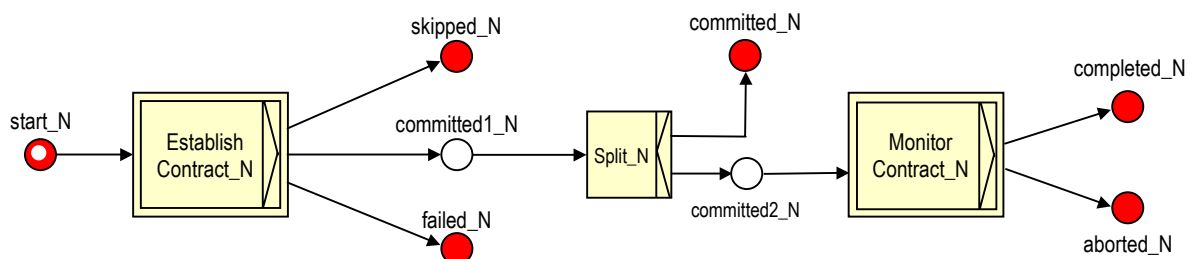 skipped_N
committed_N
completed_N
start_N
Establish
Contract_N
committed1_N
Split_N
Monitor
Contract_N
committed2_N
failed_N
aborted_N